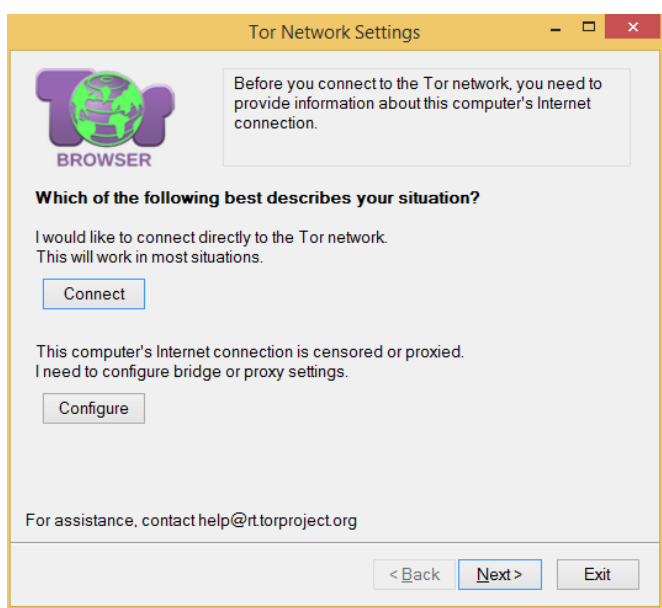 Tor Network Settings
Tor
BROWSER
Before you connect to the Tor network, you need to
provide information about this computer's Internet
connection.
Which of the following best describes your situation?
I would like to connect directly to the Tor network.
This will work in most situations.
Connect
This computer's Internet connection is censored or proxied.
I need to configure bridge or proxy settings.
Configure
For assistance, contact help@rt.torproject.org
< Back Next > Exit